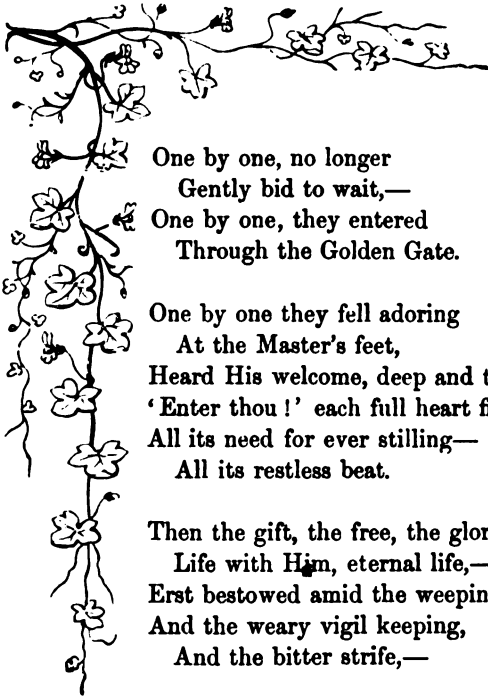 One by one, no longer
Gently bid to wait,—
One by one, they entered
Through the Golden Gate.
One by one they fell adoring
At the Master's feet,
Heard His welcome, deep and
'Enter thou!' each full heart
All its need for ever stilling—
All its restless beat.
Then the gift, the free, the
Life with Him, eternal life,—
Erst bestowed amid the
And the weary vigil keeping,
And the bitter strife,—